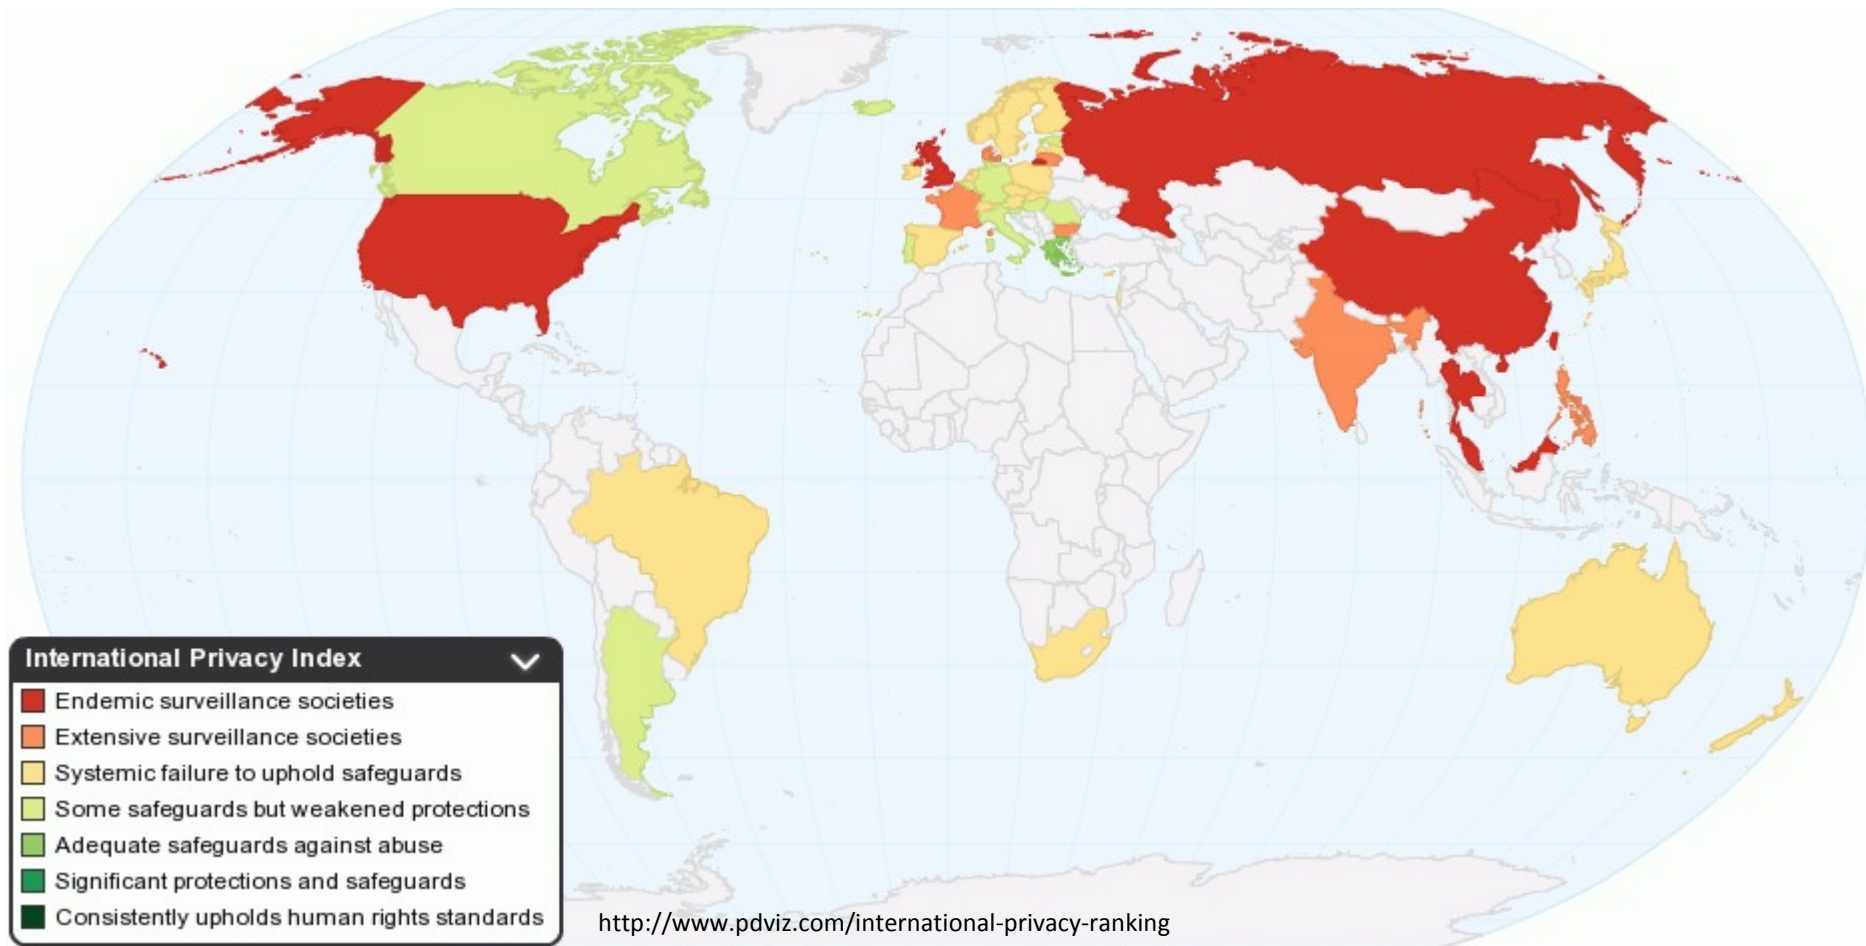 International Privacy Index
Endemic surveillance societies
Extensive surveillance societies
Systemic failure to uphold safeguards
Some safeguards but weakened protections
Adequate safeguards against abuse
Significant protections and safeguards
Consistently upholds human rights standards
http://www.pdviz.com/international-privacy-ranking